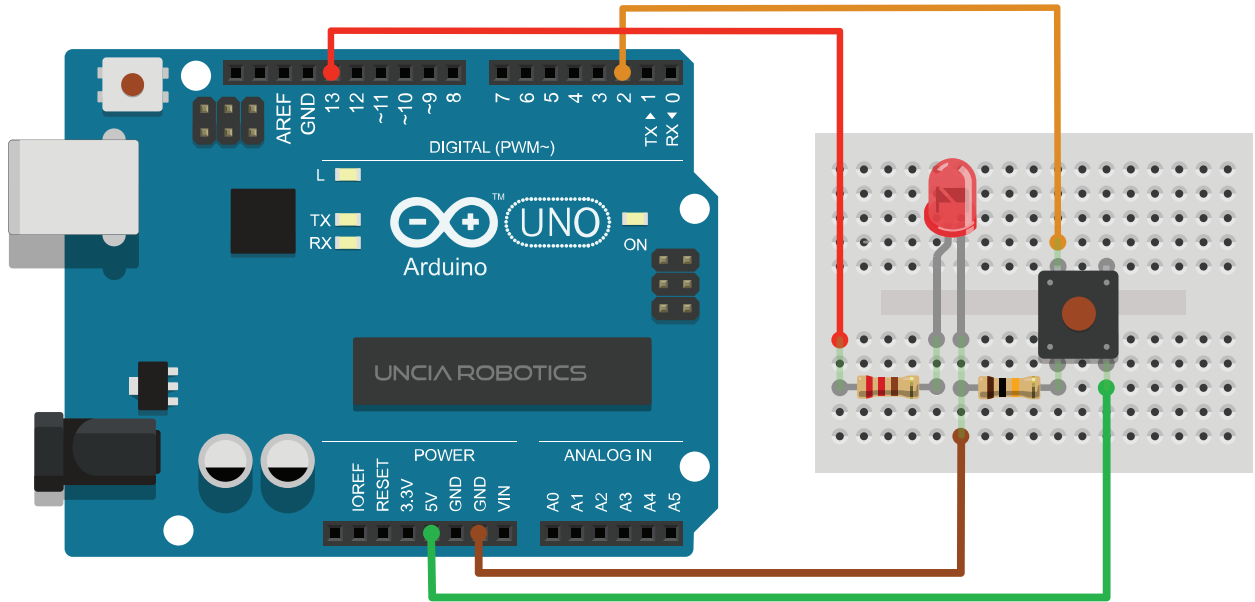 AREF
GND
13
12
~11
~10
~9
8
7
6
5
4
3
2
TX ▶ 1
RX ◀ 0
DIGITAL (PWM~)
L
TX
RX
™
UNO
ON
Arduino
UNCIA ROBOTICS
POWER
ANALOG IN
IOREF
RESET
3.3V
5V
GND
GND
VIN
A0
A1
A2
A3
A4
A5